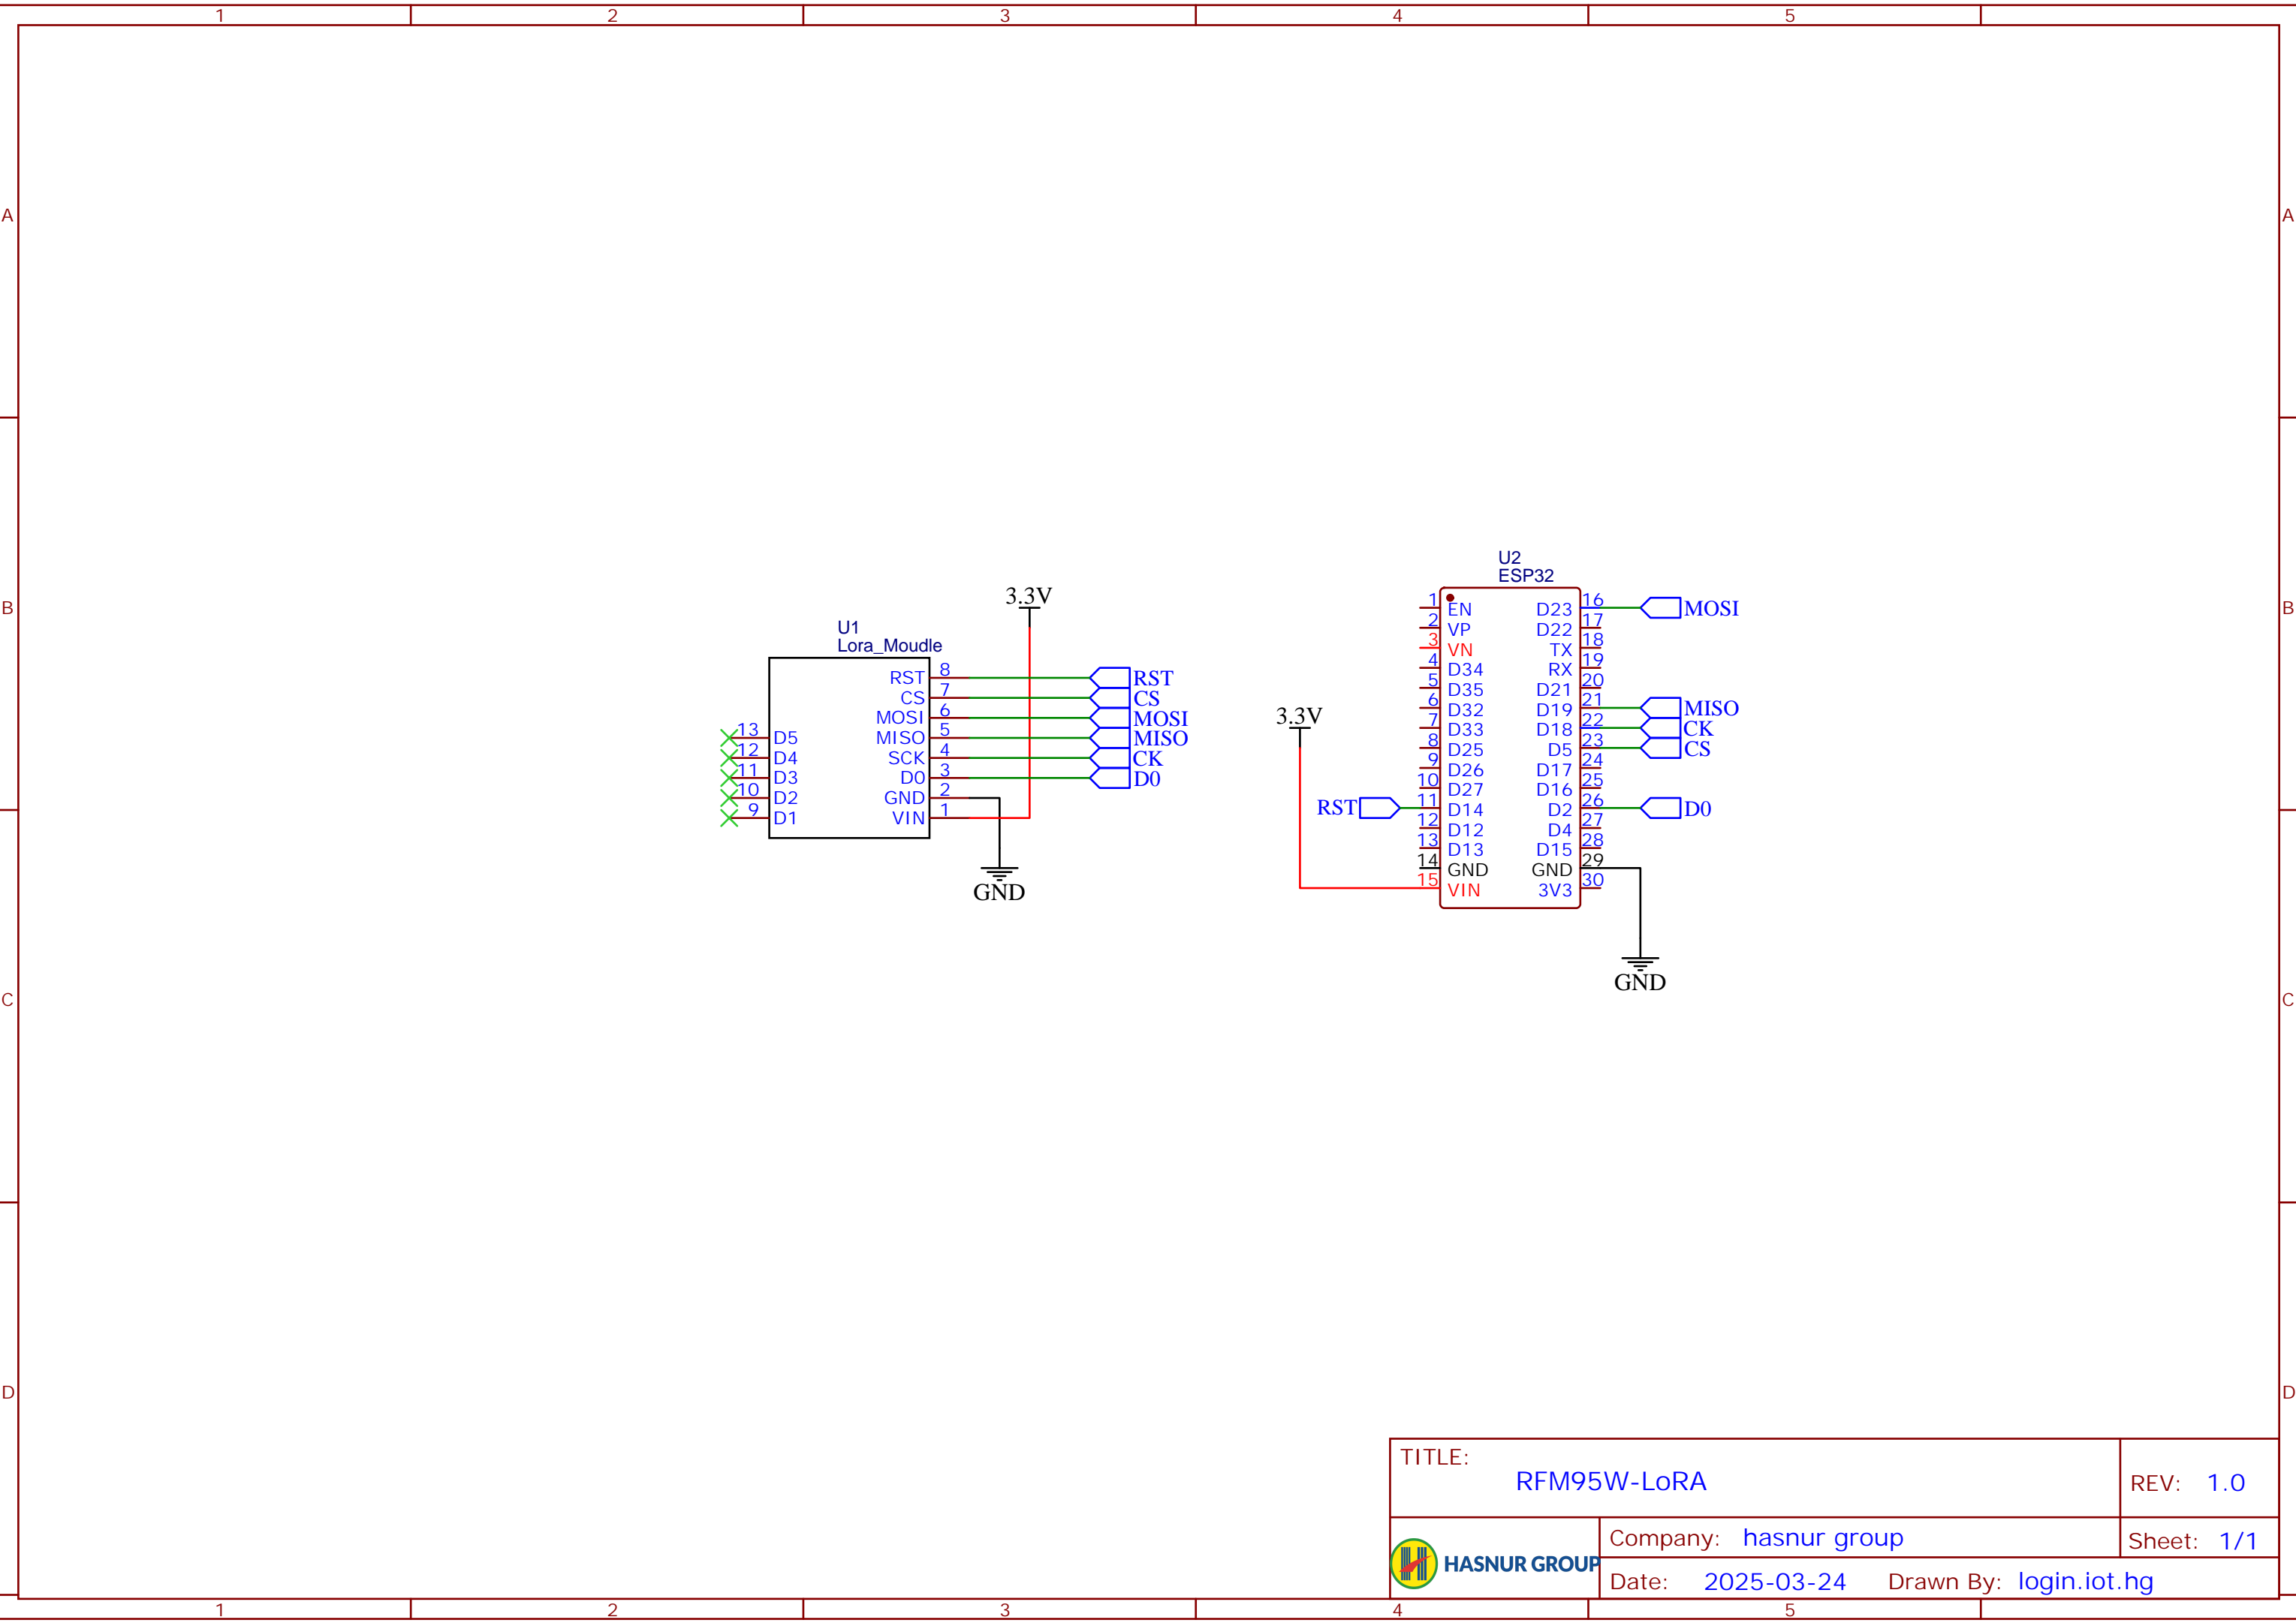 1 2 3 4 5
A A
B B
C C
D D
3.3V
U1
Lora_Moudle
RST 8 RST
CS 7 CS
MOSI 6 MOSI
13 D5 MISO 5 MISO
12 D4 SCK 4 CK
11 D3 D0 3 D0
10 D2 GND 2
9 D1 VIN 1
GND
U2
ESP32
1 EN D23 16 MOSI
2 VP D22 17
3 VN TX 18
4 D34 RX 19
5 D35 D21 20
6 D32 D19 21 MISO
7 D33 D18 22 CK
8 D25 D5 23 CS
9 D26 D17 24
10 D27 D16 25
RST 11 D14 D2 26 D0
12 D12 D4 27
13 D13 D15 28
14 GND GND 29
15 VIN 3V3 30
3.3V
GND
TITLE:
RFM95W-LoRA
REV: 1.0
HASNUR GROUP
Company: hasnur group
Sheet: 1/1
Date: 2025-03-24 Drawn By: login.iot.hg
1 2 3 4 5